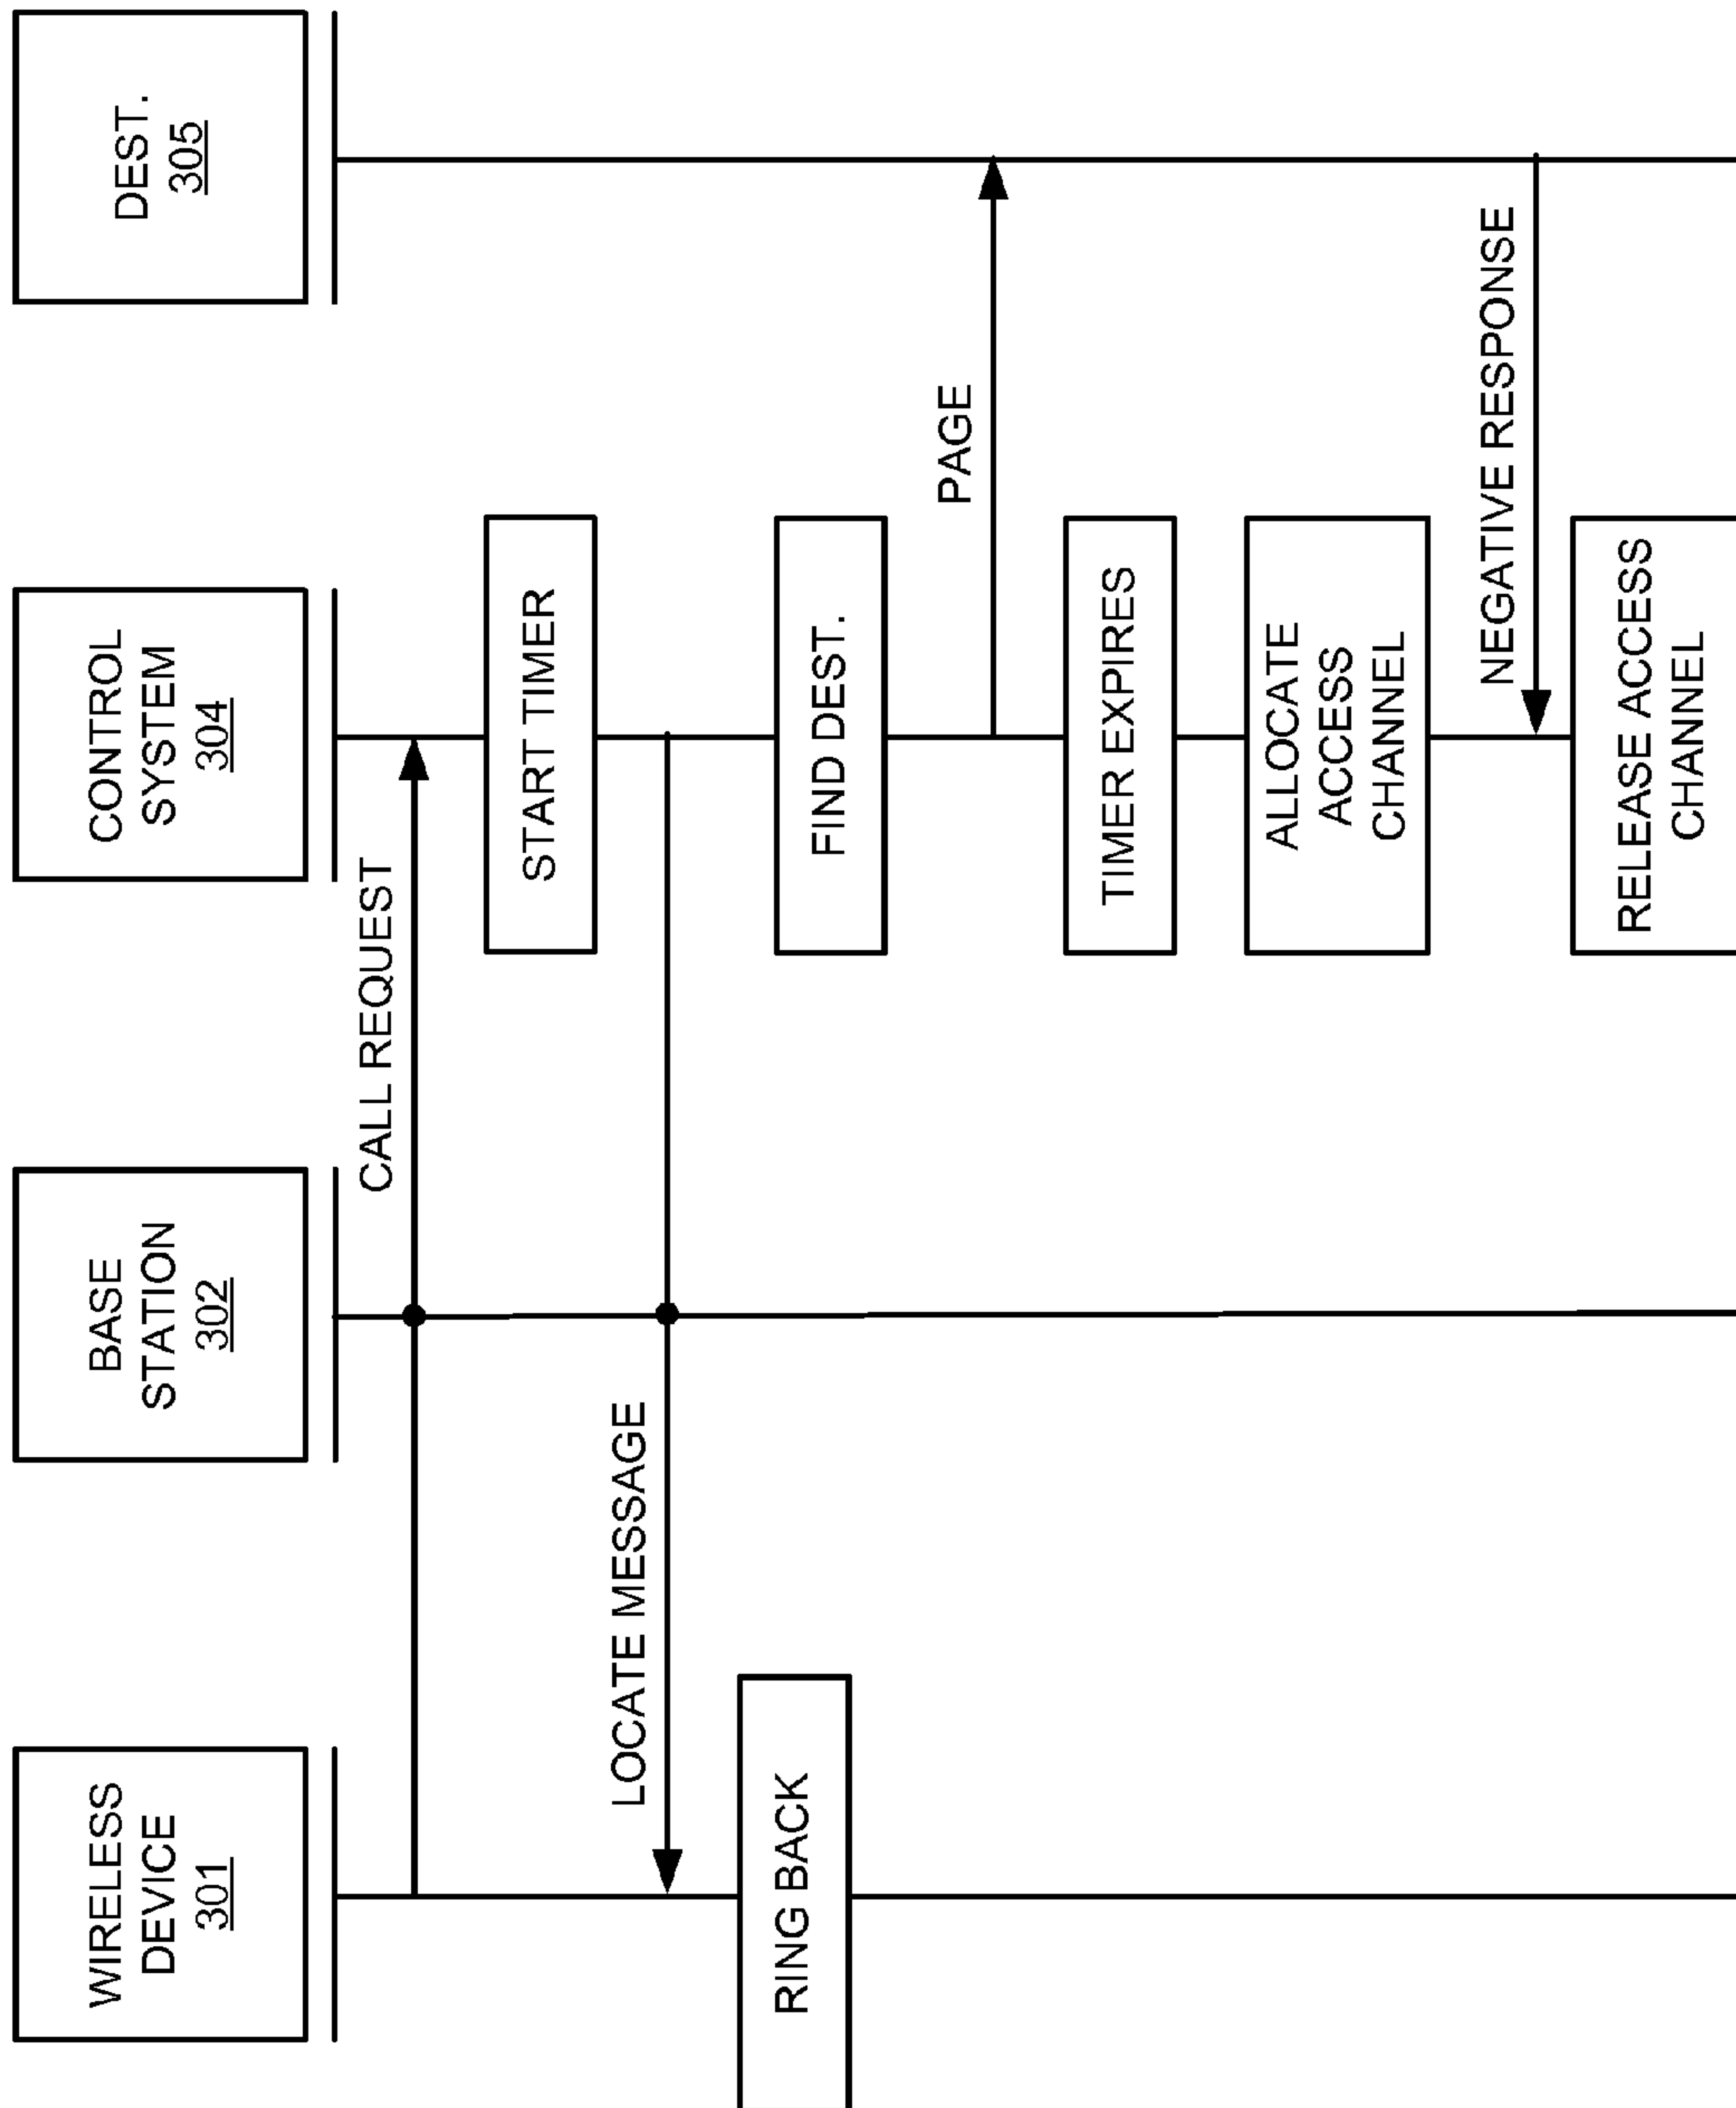 WIRELESS
DEVICE
301
BASE
STATION
302
CONTROL
SYSTEM
304
DEST.
305
CALL REQUEST
START TIMER
LOCATE MESSAGE
RING BACK
FIND DEST.
PAGE
TIMER EXPIRES
ALLOCATE
ACCESS
CHANNEL
NEGATIVE RESPONSE
RELEASE ACCESS
CHANNEL